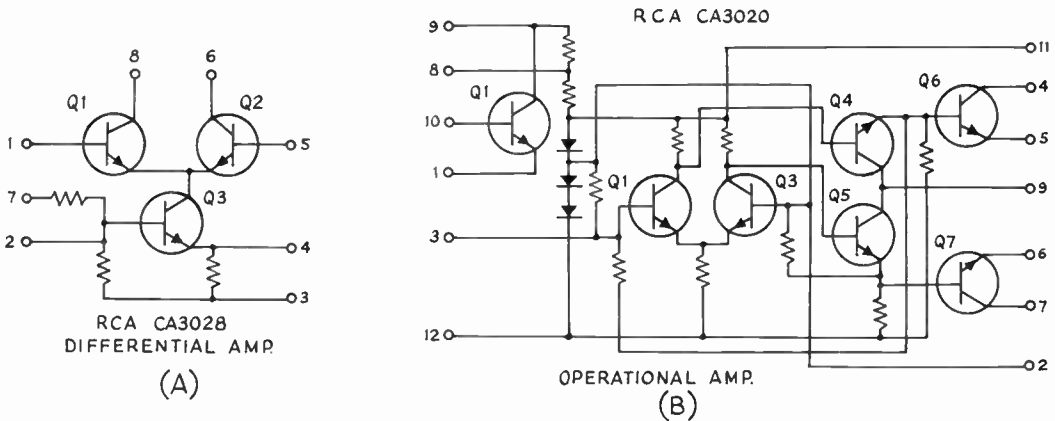 8
6
Q1
Q2
1
5
7
Q3
2
4
3
RCA CA3028
DIFFERENTIAL AMP.
(A)
RCA CA3020
9
11
8
Q1
Q4
Q6
4
10
5
1
Q1
Q3
Q5
9
3
Q7
6
7
12
2
OPERATIONAL AMP.
(B)